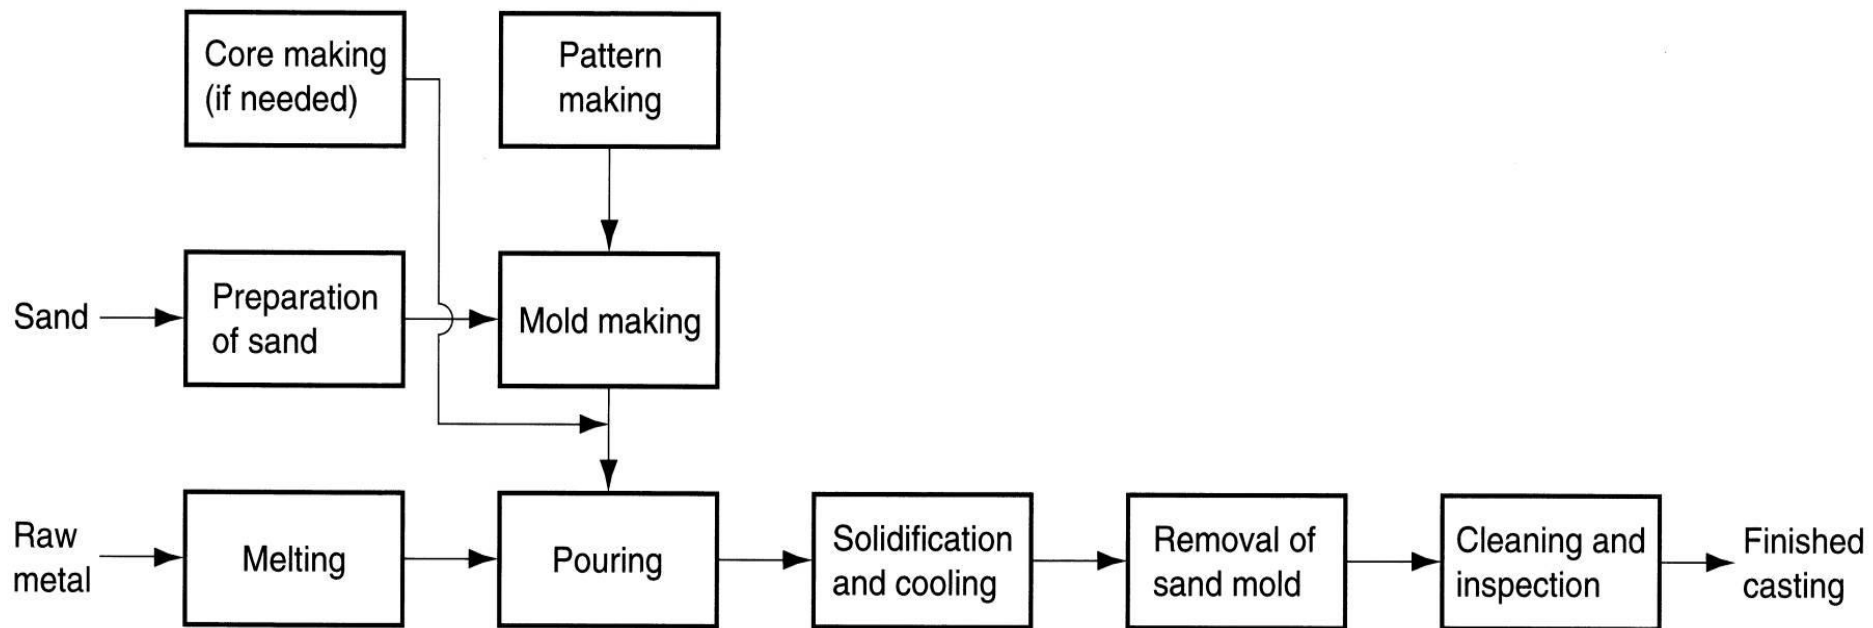 Core making
(if needed)
Pattern
making
Sand
Preparation
of sand
Mold making
Raw
metal
Melting
Pouring
Solidification
and cooling
Removal of
sand mold
Cleaning and
inspection
Finished
casting